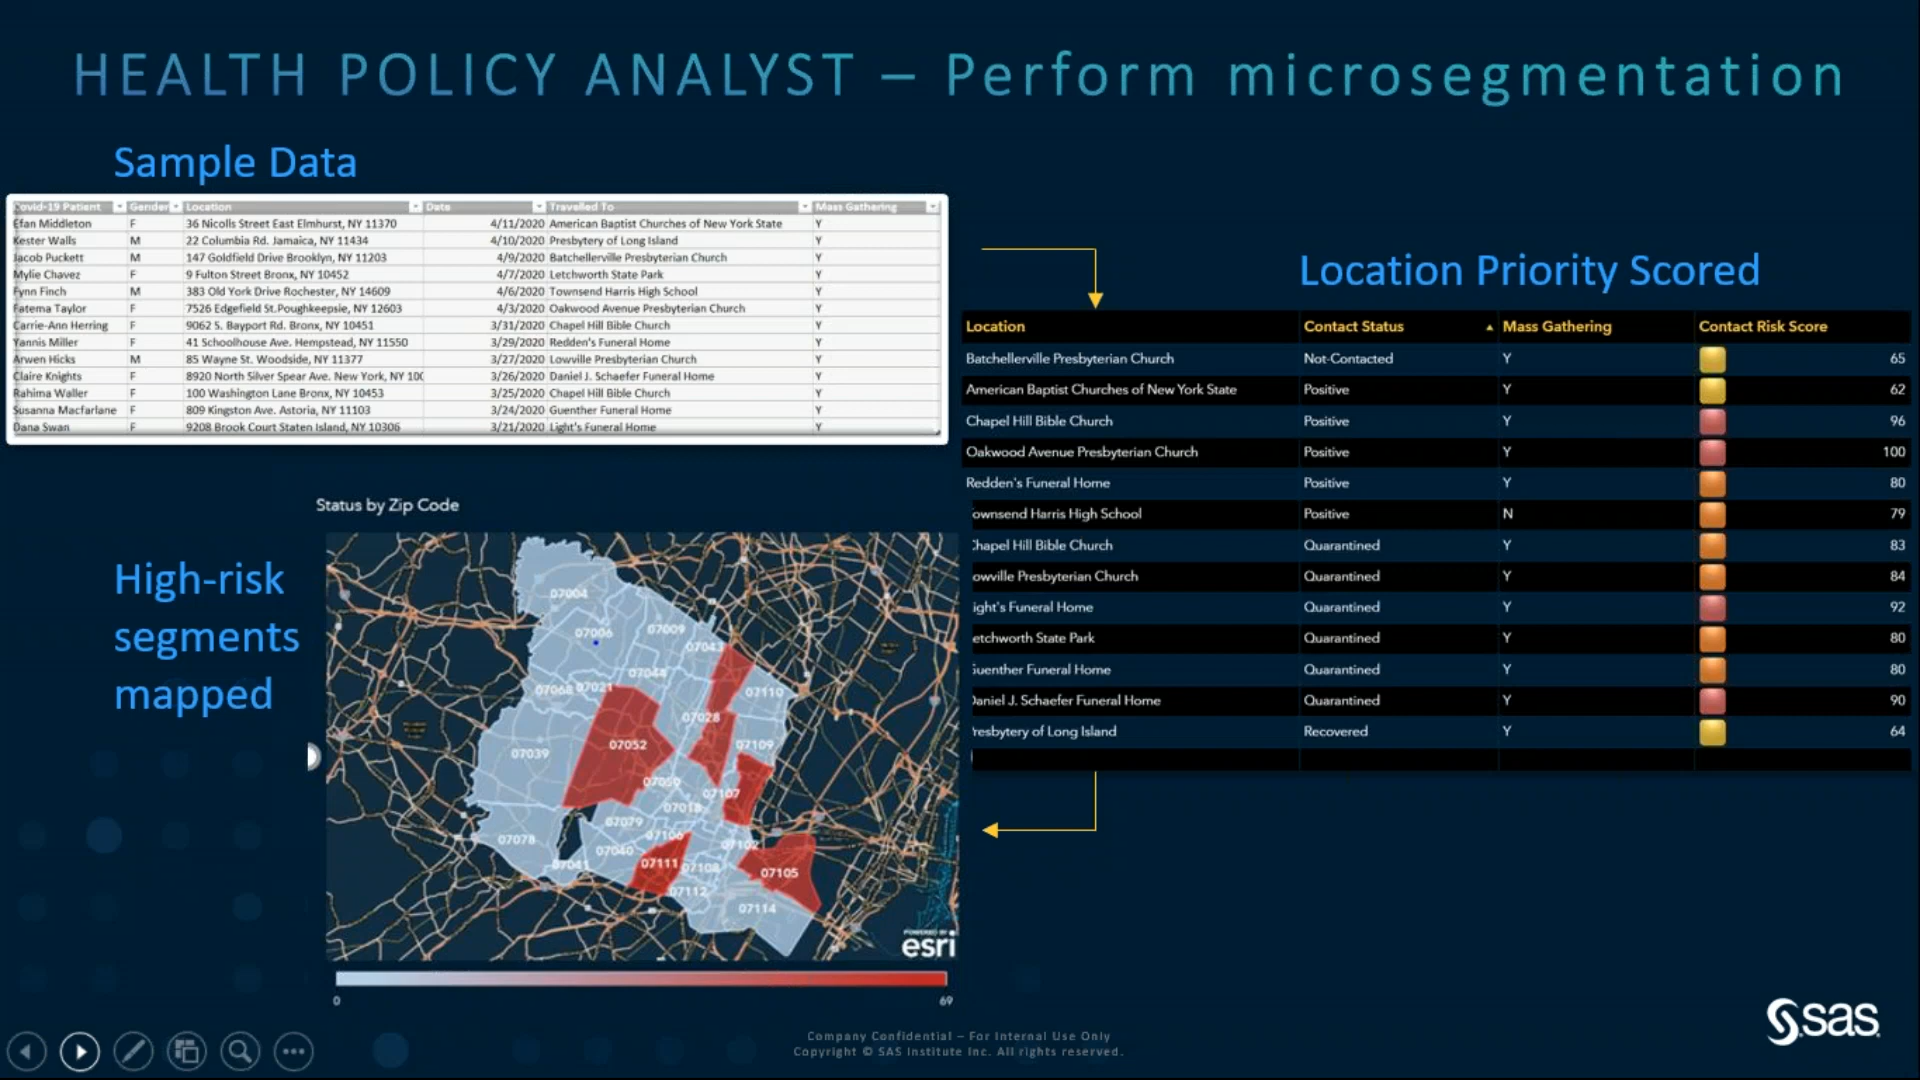 HEALTH POLICY ANALYST – Perform microsegmentation
Sample Data
Covid-19 Patient Gender Location Date Travelled To Mass Gathering
Efan Middleton F 36 Nicolls Street East Elmhurst, NY 11370 4/11/2020 American Baptist Churches of New York State Y
Kester Walls M 22 Columbia Rd. Jamaica, NY 11434 4/10/2020 Presbytery of Long Island Y
Jacob Puckett M 147 Goldfield Drive Brooklyn, NY 11203 4/9/2020 Batchellerville Presbyterian Church Y
Mylie Chavez F 9 Fulton Street Bronx, NY 10452 4/7/2020 Letchworth State Park Y
Fynn Finch M 383 Old York Drive Rochester, NY 14609 4/6/2020 Townsend Harris High School Y
Fatema Taylor F 7526 Edgefield St.Poughkeepsie, NY 12603 4/3/2020 Oakwood Avenue Presbyterian Church Y
Carrie-Ann Herring F 9062 S. Bayport Rd. Bronx, NY 10451 3/31/2020 Chapel Hill Bible Church Y
Yannis Miller F 41 Schoolhouse Ave. Hempstead, NY 11550 3/29/2020 Redden's Funeral Home Y
Arwen Hicks M 85 Wayne St. Woodside, NY 11377 3/27/2020 Lowville Presbyterian Church Y
Claire Knights F 8920 North Silver Spear Ave. New York, NY 100 3/26/2020 Daniel J. Schaefer Funeral Home Y
Rahima Waller F 100 Washington Lane Bronx, NY 10453 3/25/2020 Chapel Hill Bible Church Y
Susanna Macfarlane F 809 Kingston Ave. Astoria, NY 11103 3/24/2020 Guenther Funeral Home Y
Dana Swan F 9208 Brook Court Staten Island, NY 10306 3/21/2020 Light's Funeral Home Y
Location Priority Scored
Location Contact Status Mass Gathering Contact Risk Score
Batchellerville Presbyterian Church Not-Contacted Y 65
American Baptist Churches of New York State Positive Y 62
Chapel Hill Bible Church Positive Y 96
Oakwood Avenue Presbyterian Church Positive Y 100
Redden's Funeral Home Positive Y 80
ownsend Harris High School Positive N 79
Chapel Hill Bible Church Quarantined Y 83
owville Presbyterian Church Quarantined Y 84
ight's Funeral Home Quarantined Y 92
etchworth State Park Quarantined Y 80
Guenther Funeral Home Quarantined Y 80
Daniel J. Schaefer Funeral Home Quarantined Y 90
resbytery of Long Island Recovered Y 64
Status by Zip Code
High-risk
segments
mapped
07004
07006 07009
07043
07044
07068 07021 07110
07028
07052 07109
07039
07050
07107
07018
07079
07106
07078 07102
07040
07041 07111 07108 07105
07112
07114
POWERED BY
esri
0 69
sas
Company Confidential – For Internal Use Only
Copyright © SAS Institute Inc. All rights reserved.